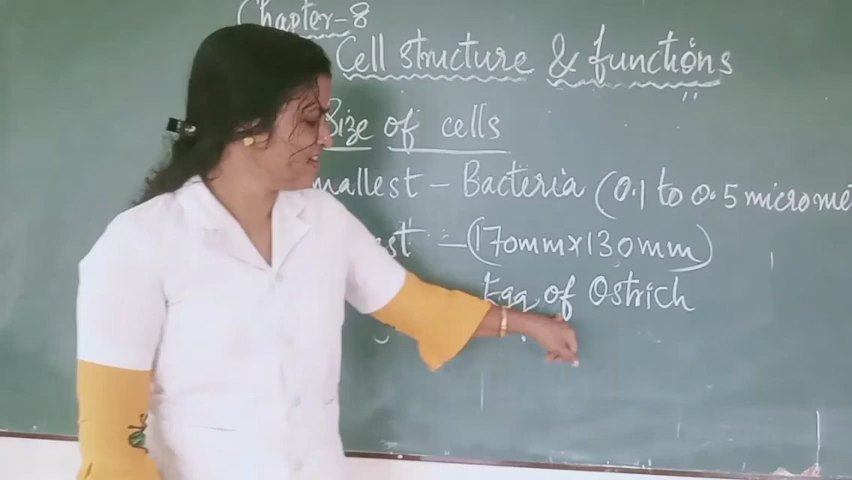 Chapter-8
Cell structure & functions
Size of cells
mallest - Bacteria (0.1 to 0.5 microme
est - (170mm×130mm)
Egg of Ostrich